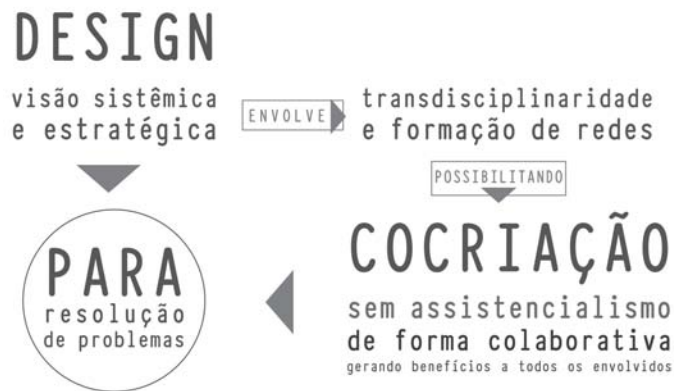 DESIGN
visão sistêmica
e estratégica
ENVOLVE
transdisciplinaridade
e formação de redes
POSSIBILITANDO
COCRIAÇÃO
sem assistencialismo
de forma colaborativa
gerando benefícios a todos os envolvidos
PARA
resolução
de problemas